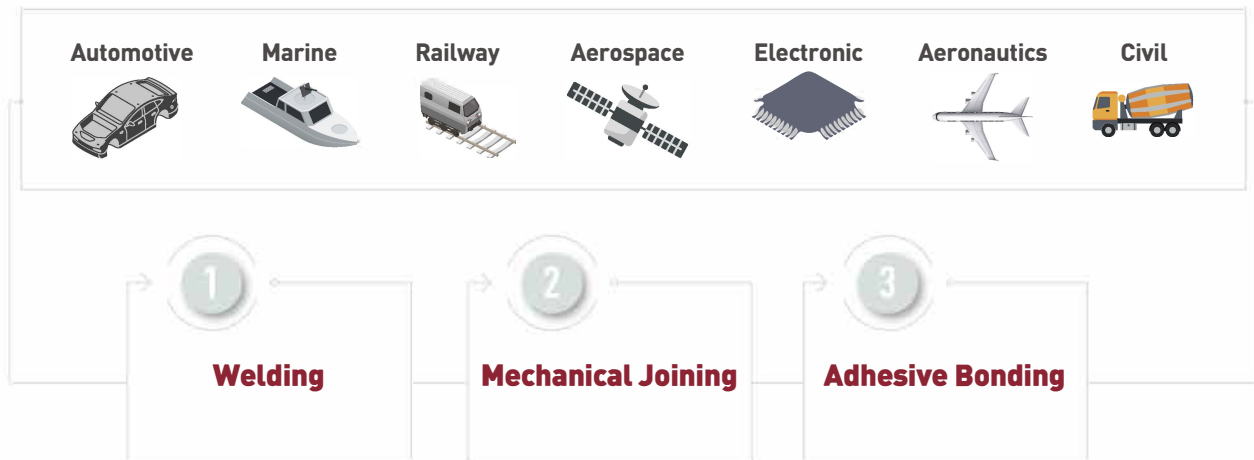 Automotive Marine Railway Aerospace Electronic Aeronautics Civil
1 2 3
Welding Mechanical Joining Adhesive Bonding